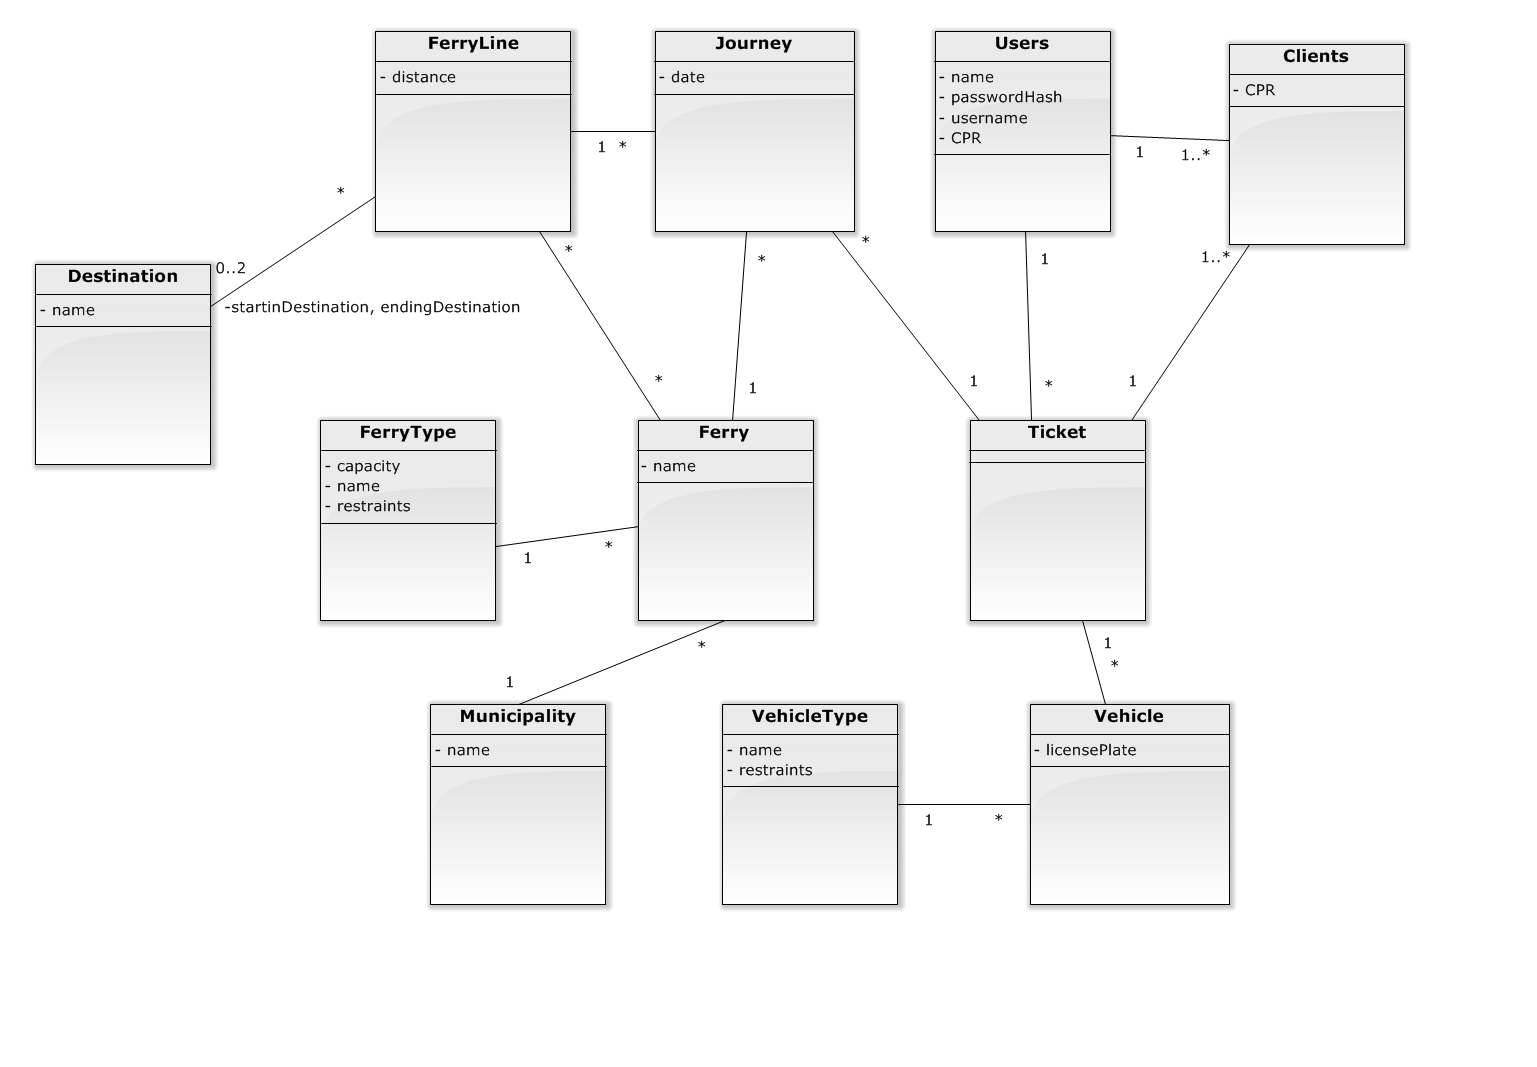 FerryLine
- distance
Journey
- date
Users
- name
- passwordHash
- username
- CPR
Clients
- CPR
1 *
1
1..*
*
0..2
-startinDestination, endingDestination
Destination
- name
*
*
*
1
*
1
1
*
1..*
1
FerryType
- capacity
- name
- restraints
Ferry
- name
Ticket
1
*
*
1
1
*
Municipality
- name
VehicleType
- name
- restraints
Vehicle
- licensePlate
1
*